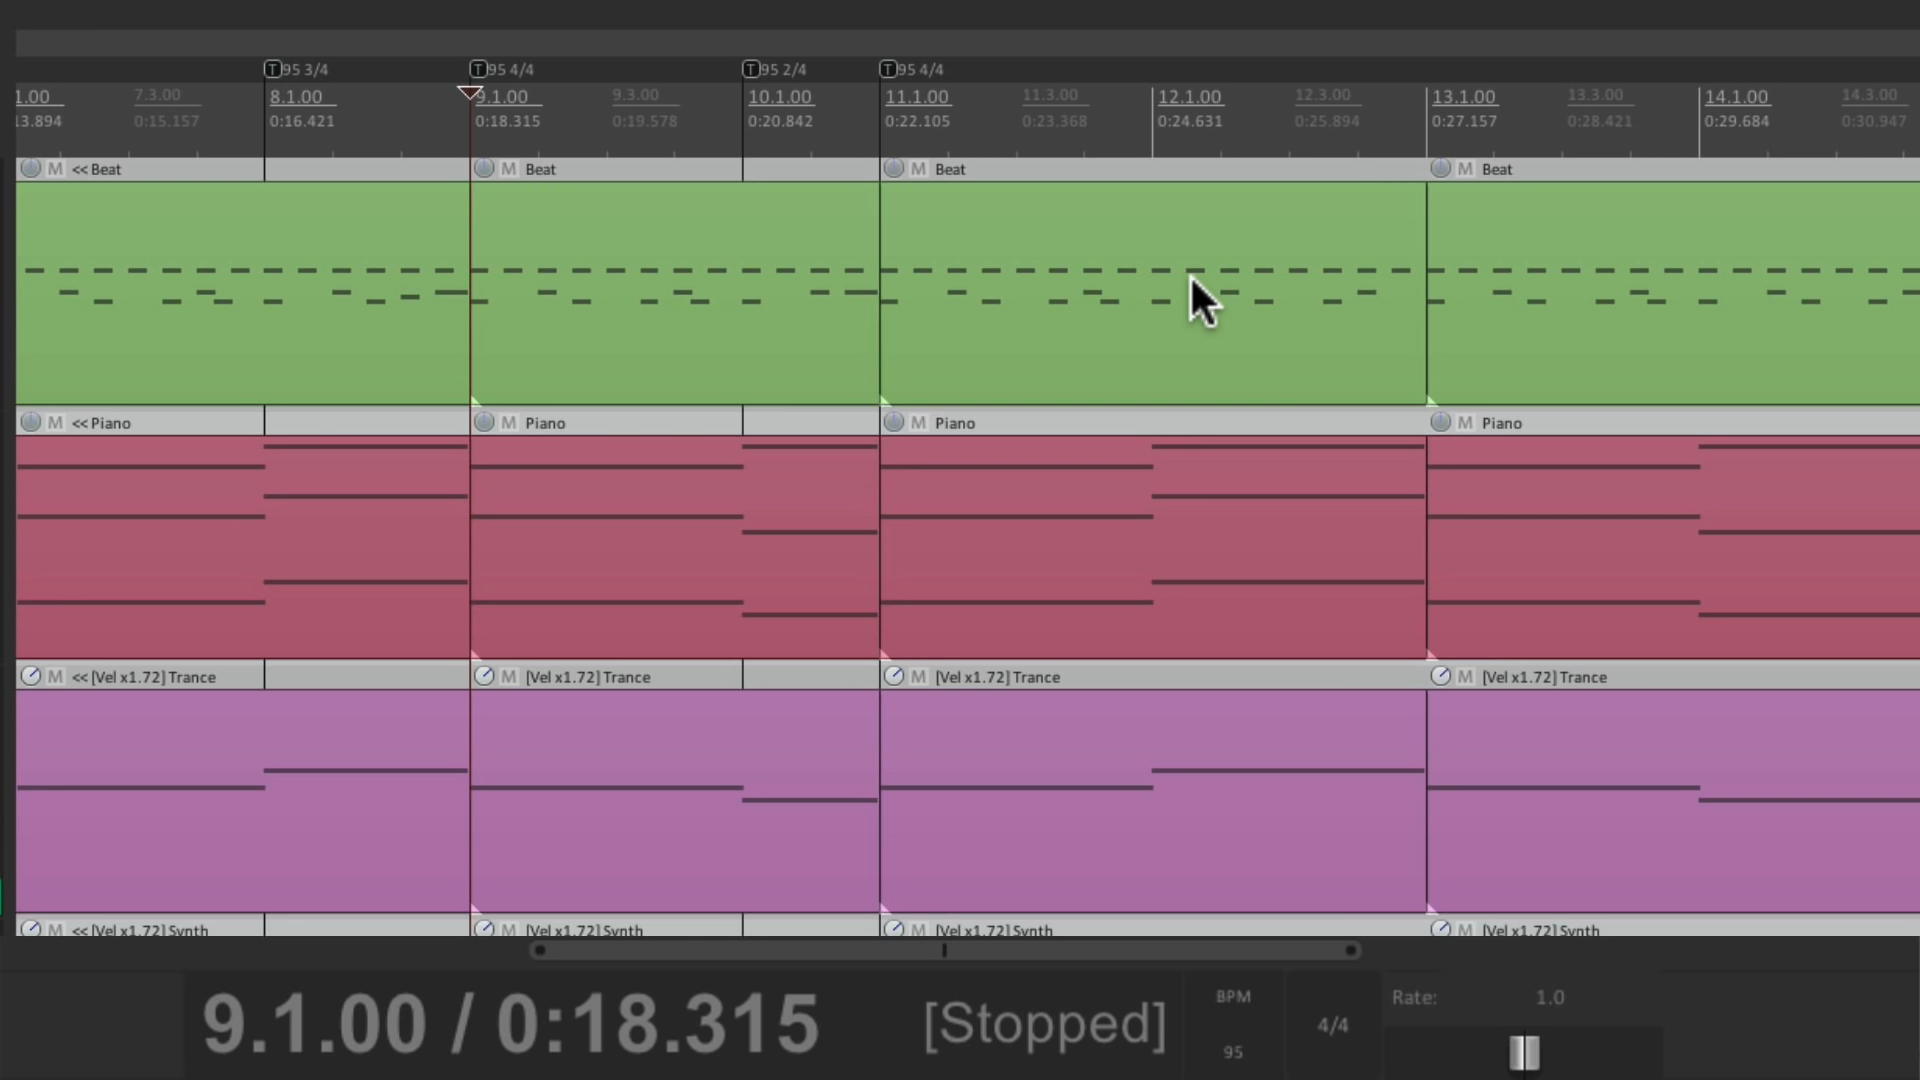 95 3/4 95 4/4 95 2/4 95 4/4
1.00 7.3.00 8.1.00 9.1.00 9.3.00 10.1.00 11.1.00 11.3.00 12.1.00 12.3.00 13.1.00 13.3.00 14.1.00 14.3.00
13.894 0:15.157 0:16.421 0:18.315 0:19.578 0:20.842 0:22.105 0:23.368 0:24.631 0:25.894 0:27.157 0:28.421 0:29.684 0:30.947
M << Beat M Beat M Beat M Beat
M << Piano M Piano M Piano M Piano
M << [Vel x1.72] Trance M [Vel x1.72] Trance M [Vel x1.72] Trance M [Vel x1.72] Trance
M << [Vel x1.72] Synth M [Vel x1.72] Synth M [Vel x1.72] Synth M [Vel x1.72] Synth
9.1.00 / 0:18.315 [Stopped]
BPM
95
4/4
Rate: 1.0